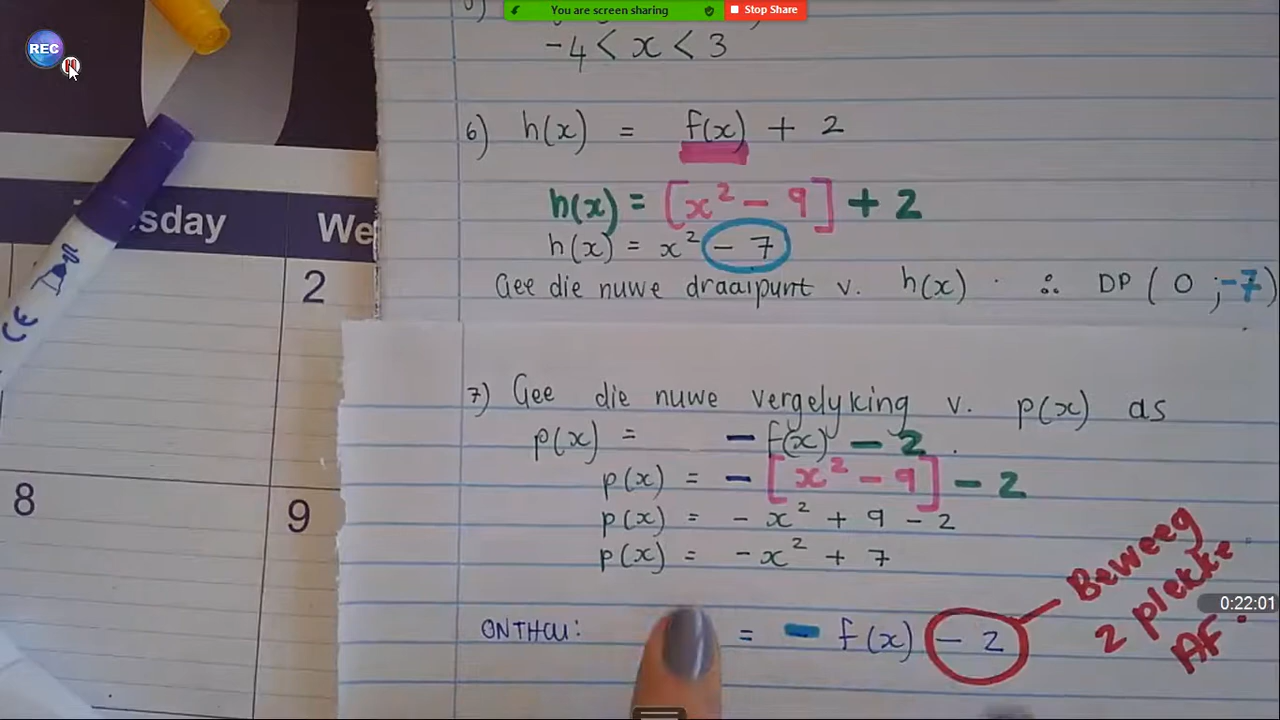 You are screen sharing
Stop Share
REC
-4 < x < 3
6) h(x) = f(x) + 2
h(x) = [x² - 9] + 2
h(x) = x² - 7
Gee die nuwe draaipunt v. h(x) . ∴ DP (0 ; -7)
7) Gee die nuwe vergelyking v. p(x) as
p(x) = - f(x) - 2 .
p(x) = - [x² - 9] - 2
p(x) = - x² + 9 - 2
p(x) = - x² + 7
ONTHOU: = - f(x) - 2
Beweeg
2 plekke
AF.
0:22:01
sday
We
2
8
9
CE